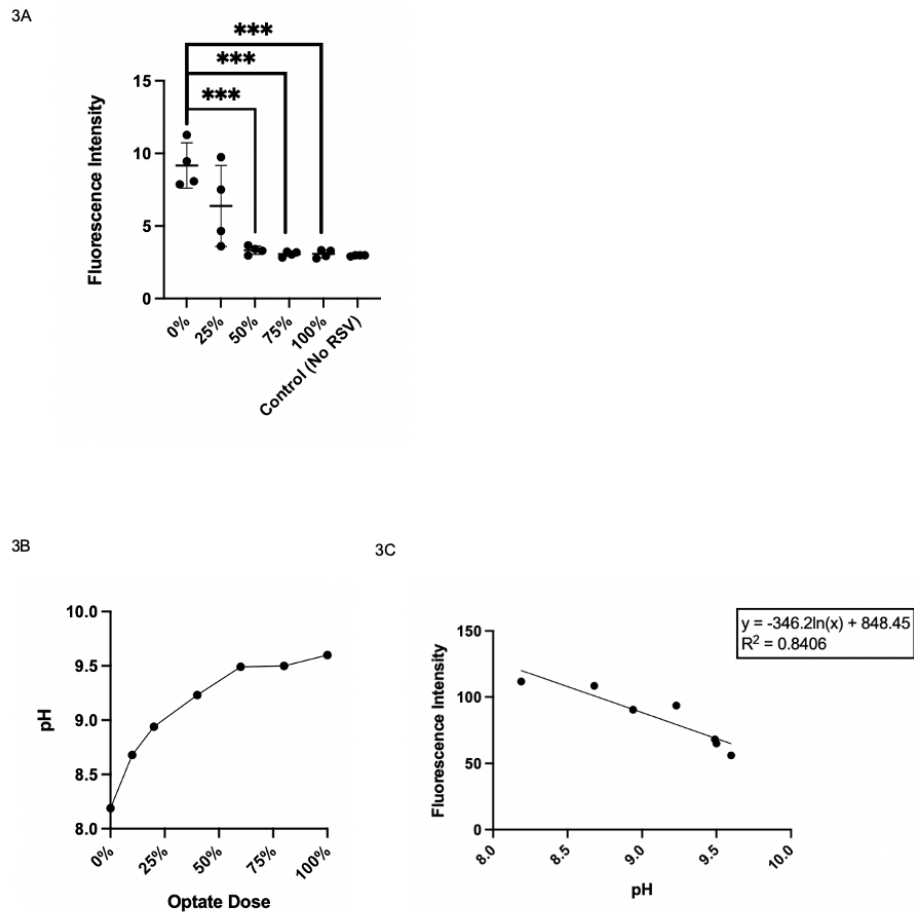 3A
***
***
***
15
10
5
0
Fluorescence Intensity
0%
25%
50%
75%
100%
Control (No RSV)
3B
10.0
9.5
9.0
8.5
8.0
pH
0%
25%
50%
75%
100%
Optate Dose
3C
y = -346.2ln(x) + 848.45
R² = 0.8406
150
100
50
0
Fluorescence Intensity
8.0
8.5
9.0
9.5
10.0
pH